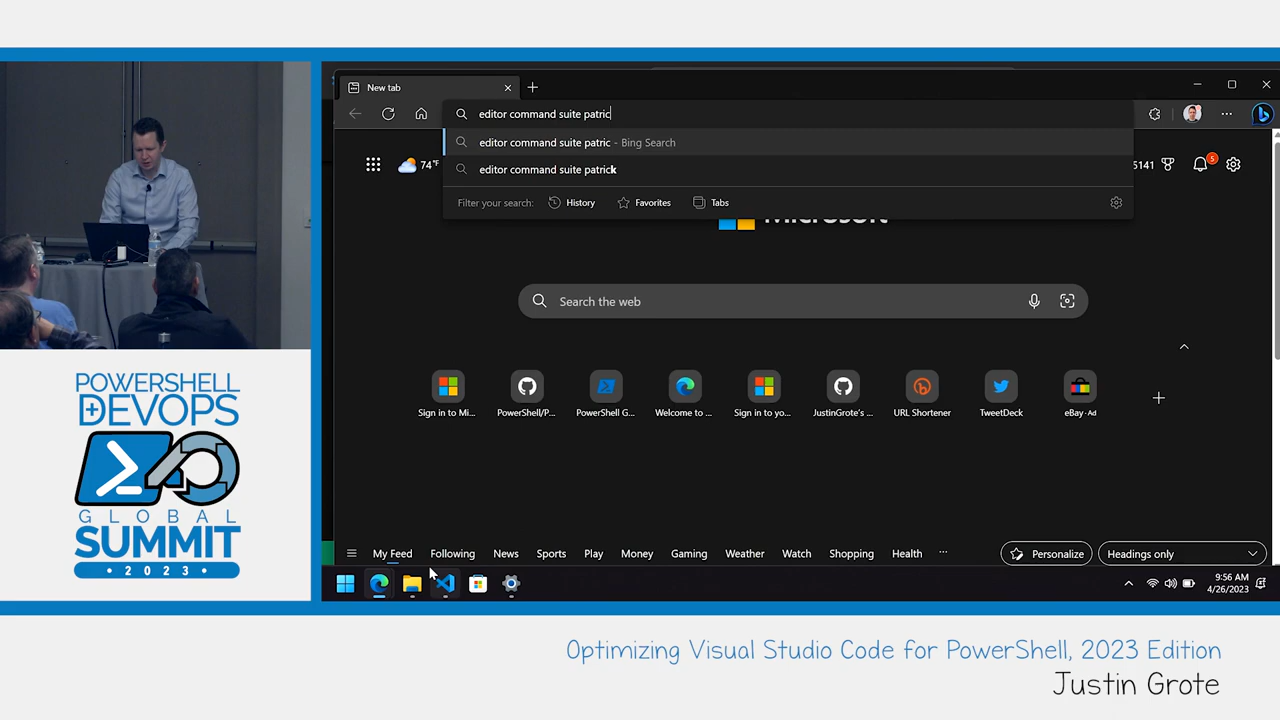 New tab
editor command suite patric
editor command suite patric - Bing Search
editor command suite patrick
Filter your search: History Favorites Tabs
74°F
5141
5
Microsoft
Search the web
Sign in to Mi...
PowerShell/P...
PowerShell G...
Welcome to ...
Sign in to yo...
JustinGrote's ...
URL Shortener
TweetDeck
eBay · Ad
My Feed
Following
News
Sports
Play
Money
Gaming
Weather
Watch
Shopping
Health
...
Personalize
Headings only
9:56 AM
4/26/2023
POWERSHELL
+DEVOPS
GLOBAL
SUMMIT
• 2023 •
Optimizing Visual Studio Code for PowerShell, 2023 Edition
Justin Grote